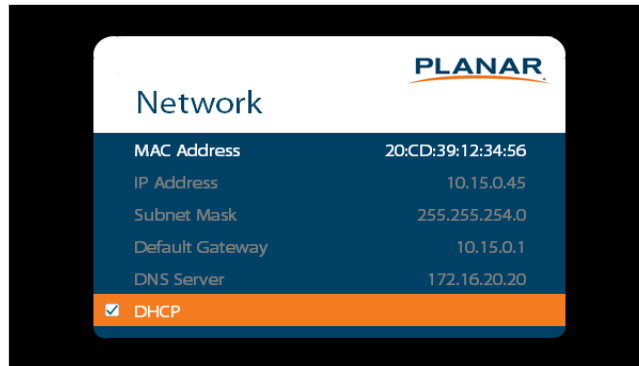 PLANAR
Network
MAC Address 20:CD:39:12:34:56
IP Address 10.15.0.45
Subnet Mask 255.255.254.0
Default Gateway 10.15.0.1
DNS Server 172.16.20.20
DHCP